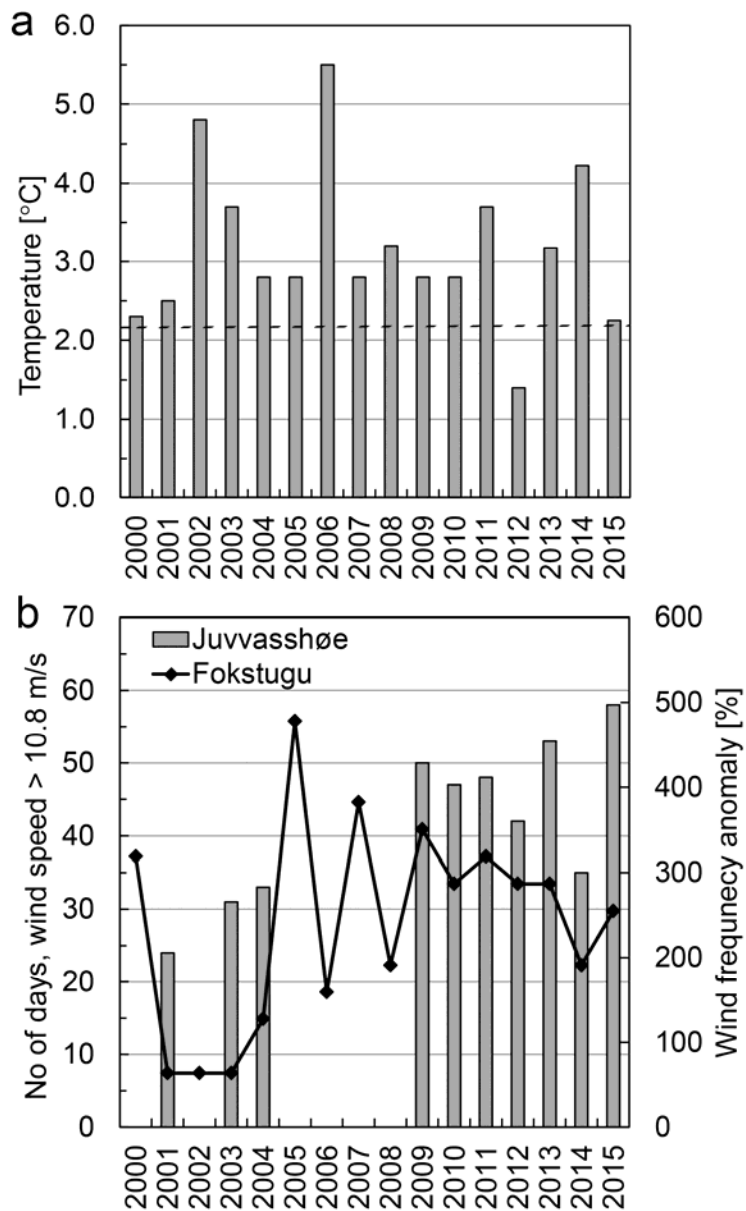 a
Temperature [°C]
6.0
5.0
4.0
3.0
2.0
1.0
0.0
2000 2001 2002 2003 2004 2005 2006 2007 2008 2009 2010 2011 2012 2013 2014 2015
b
No of days, wind speed > 10.8 m/s
70
60
50
40
30
20
10
0
Juvvasshøe
Fokstugu
600
500
400
300
200
100
0
Wind frequnecy anomaly [%]
2000 2001 2002 2003 2004 2005 2006 2007 2008 2009 2010 2011 2012 2013 2014 2015